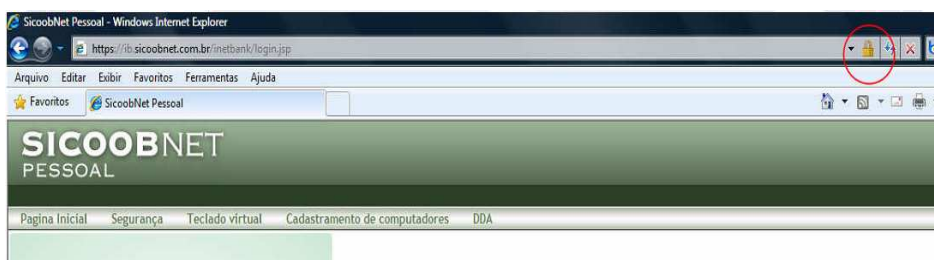 SicoobNet Pessoal - Windows Internet Explorer
https://ib.sicoobnet.com.br/inetbank/login.jsp
Arquivo Editar Exibir Favoritos Ferramentas Ajuda
Favoritos SicoobNet Pessoal
SICOOBNET
PESSOAL
Pagina Inicial Segurança Teclado virtual Cadastramento de computadores DDA